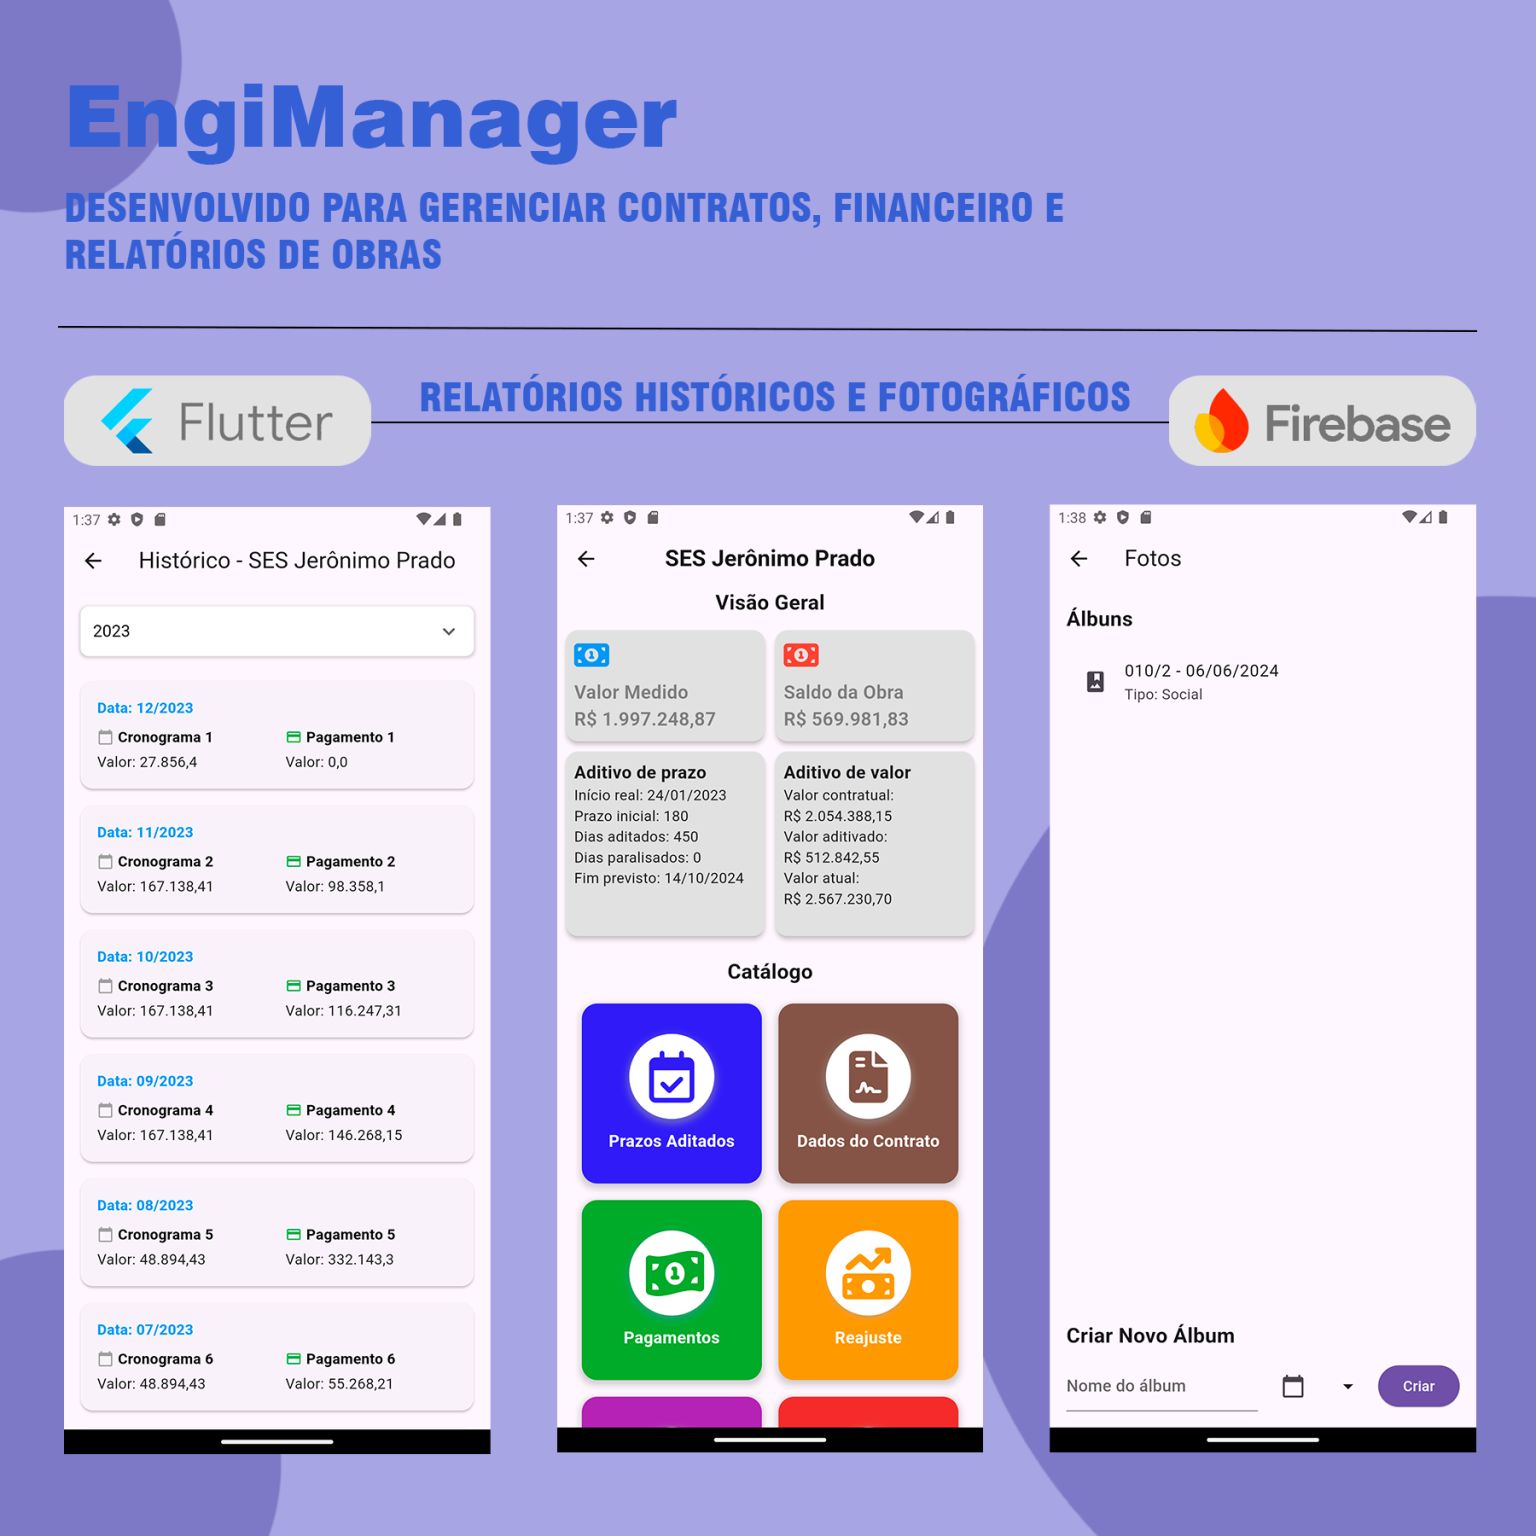 EngiManager
DESENVOLVIDO PARA GERENCIAR CONTRATOS, FINANCEIRO E
RELATÓRIOS DE OBRAS
Flutter
RELATÓRIOS HISTÓRICOS E FOTOGRÁFICOS
Firebase
1:37
Histórico - SES Jerônimo Prado
2023
Data: 12/2023
Cronograma 1 Pagamento 1
Valor: 27.856,4 Valor: 0,0
Data: 11/2023
Cronograma 2 Pagamento 2
Valor: 167.138,41 Valor: 98.358,1
Data: 10/2023
Cronograma 3 Pagamento 3
Valor: 167.138,41 Valor: 116.247,31
Data: 09/2023
Cronograma 4 Pagamento 4
Valor: 167.138,41 Valor: 146.268,15
Data: 08/2023
Cronograma 5 Pagamento 5
Valor: 48.894,43 Valor: 332.143,3
Data: 07/2023
Cronograma 6 Pagamento 6
Valor: 48.894,43 Valor: 55.268,21
1:37
SES Jerônimo Prado
Visão Geral
Valor Medido
R$ 1.997.248,87
Saldo da Obra
R$ 569.981,83
Aditivo de prazo
Início real: 24/01/2023
Prazo inicial: 180
Dias aditados: 450
Dias paralisados: 0
Fim previsto: 14/10/2024
Aditivo de valor
Valor contratual:
R$ 2.054.388,15
Valor aditivado:
R$ 512.842,55
Valor atual:
R$ 2.567.230,70
Catálogo
Prazos Aditados
Dados do Contrato
Pagamentos
Reajuste
1:38
Fotos
Álbuns
010/2 - 06/06/2024
Tipo: Social
Criar Novo Álbum
Nome do álbum
Criar